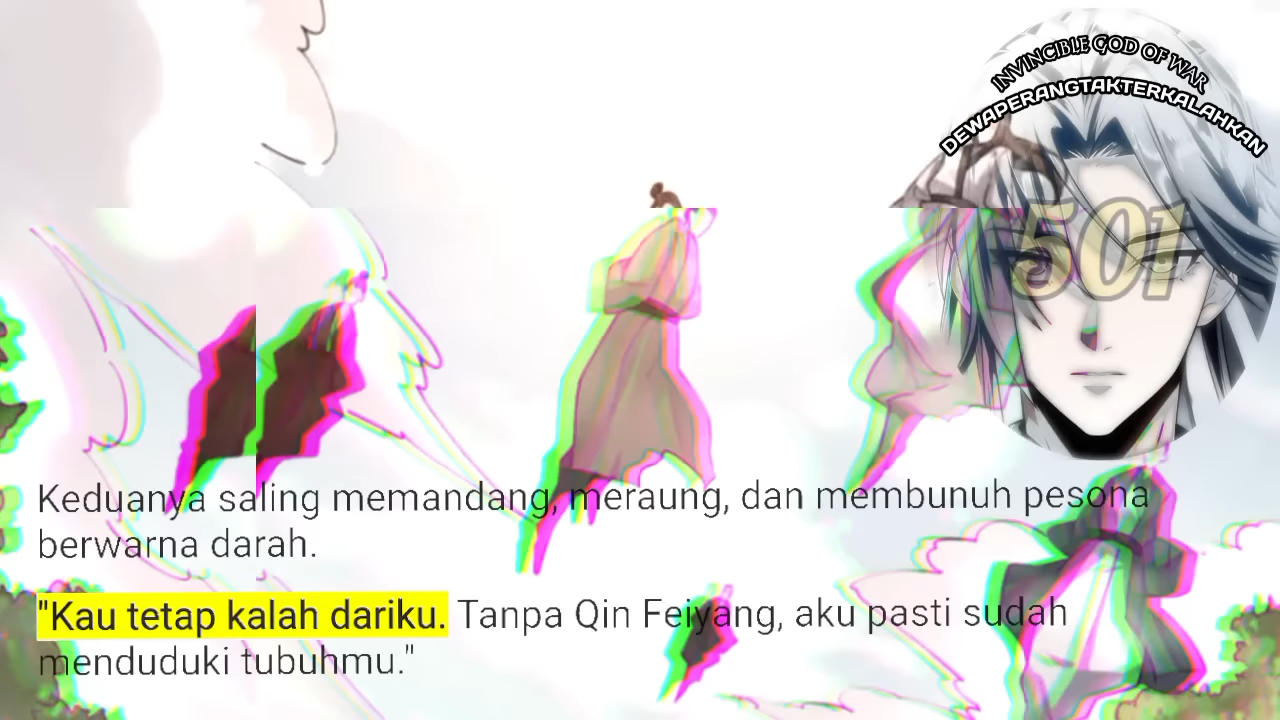 INVINCIBLE GOD OF WAR
DEWAPERANGTAKTERKALAHKAN
501
Keduanya saling memandang, meraung, dan membunuh pesona
berwarna darah.
"Kau tetap kalah dariku. Tanpa Qin Feiyang, aku pasti sudah
menduduki tubuhmu."